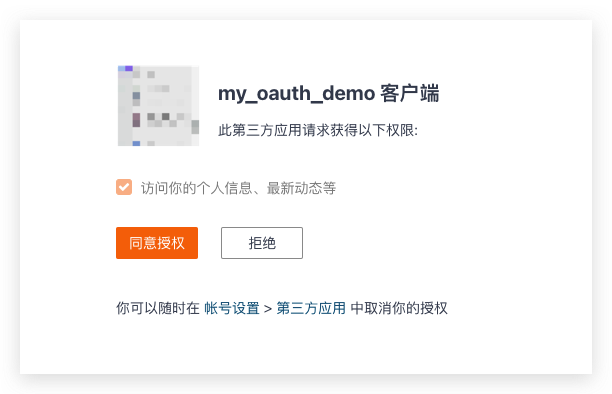 my_oauth_demo 客户端
此第三方应用请求获得以下权限:
访问你的个人信息、最新动态等
同意授权
拒绝
你可以随时在 帐号设置 > 第三方应用 中取消你的授权